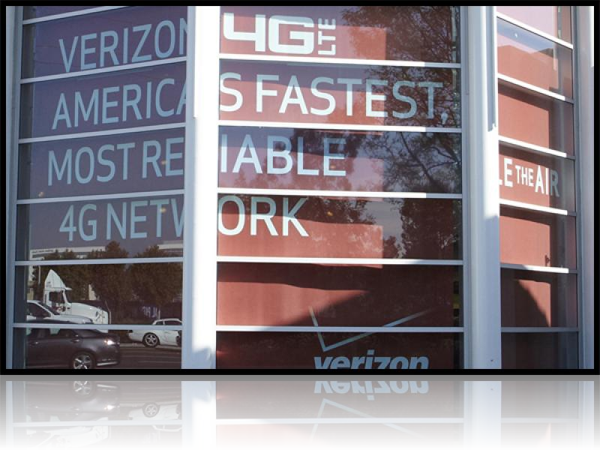 VERIZON 4G LTE
AMERICA'S FASTEST,
MOST RELIABLE
4G NETWORK
THE AIR
verizon